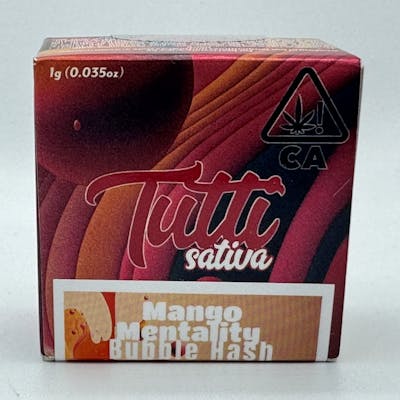 1g (0.035oz)
CA
Tutti
sativa
Mango
Mentality
Bubble Hash